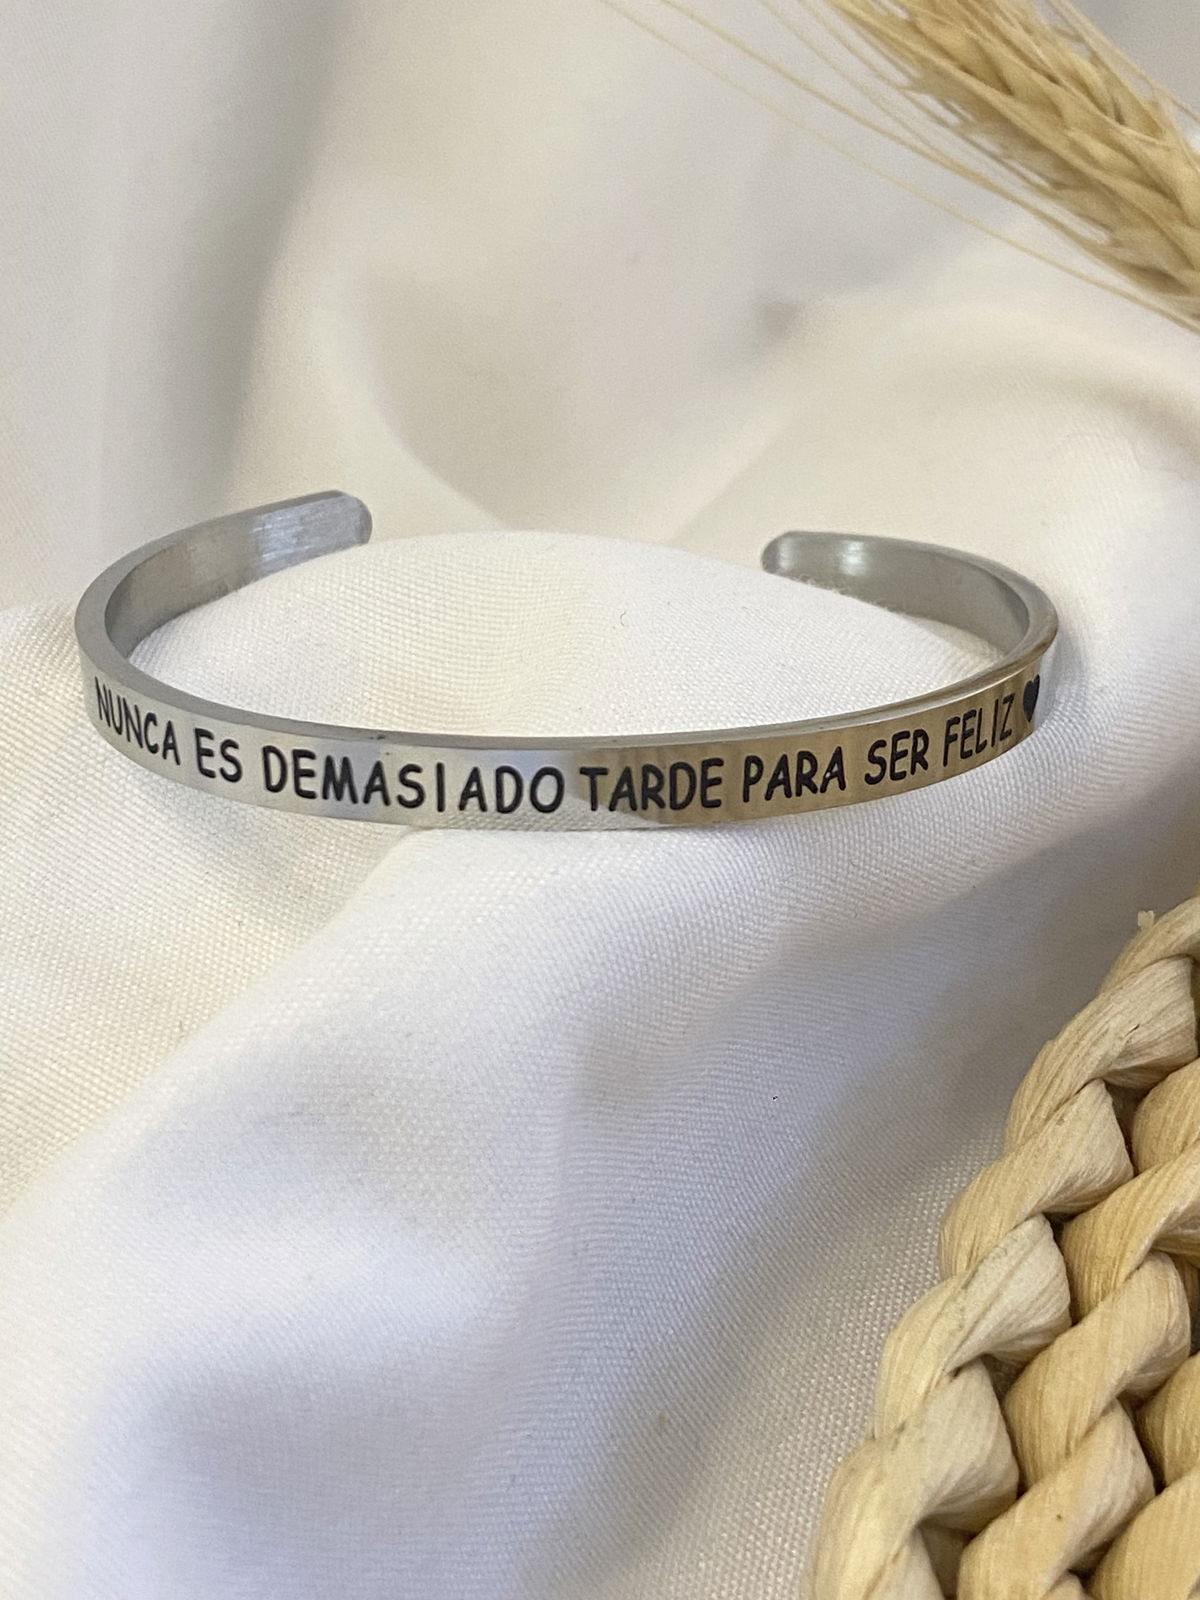 NUNCA ES DEMASIADO TARDE PARA SER FELIZ ♥